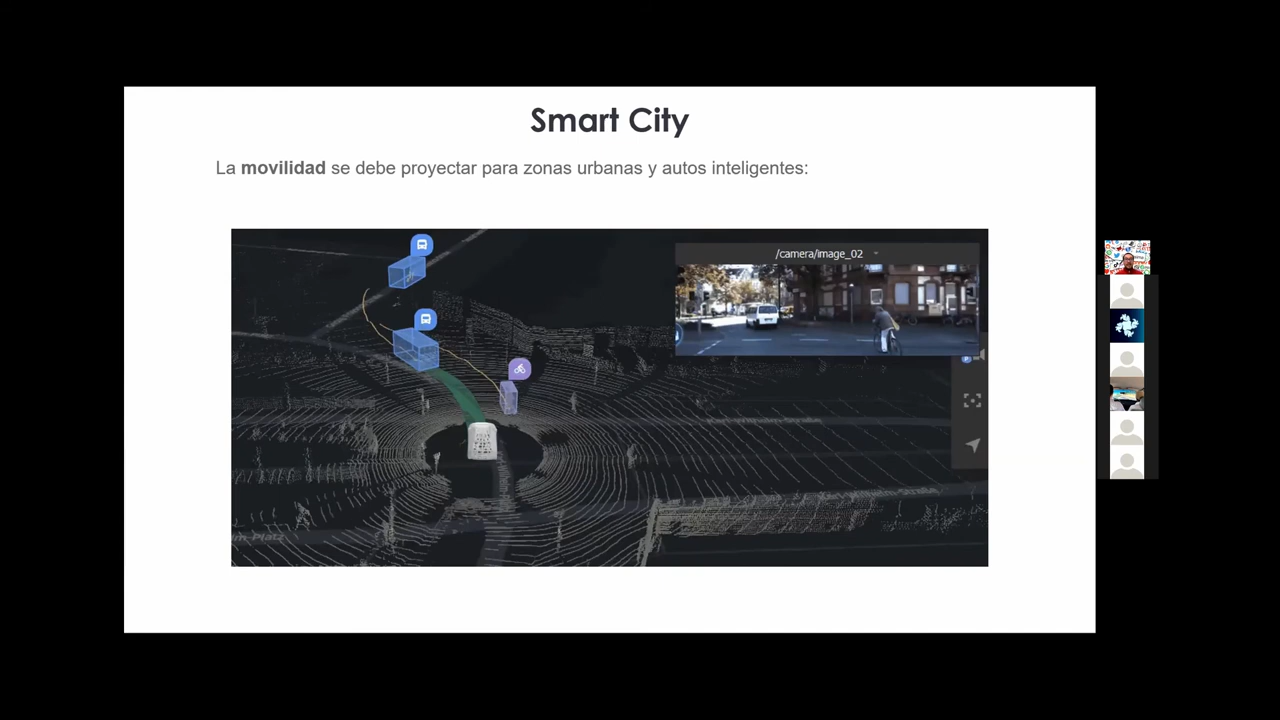 Smart City
La movilidad se debe proyectar para zonas urbanas y autos inteligentes:
/camera/image_02